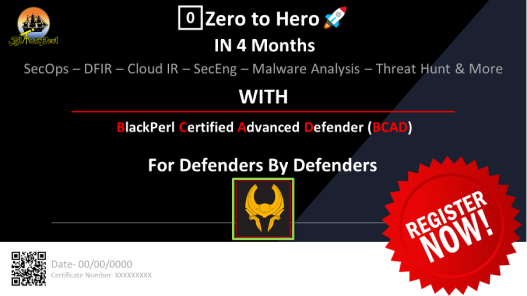 0 Zero to Hero 🚀
IN 4 Months
SecOps – DFIR – Cloud IR – SecEng – Malware Analysis – Threat Hunt & More
WITH
BlackPerl Certified Advanced Defender (BCAD)
For Defenders By Defenders
REGISTER
NOW!
Date- 00/00/0000
Certificate Number- XXXXXXXXX